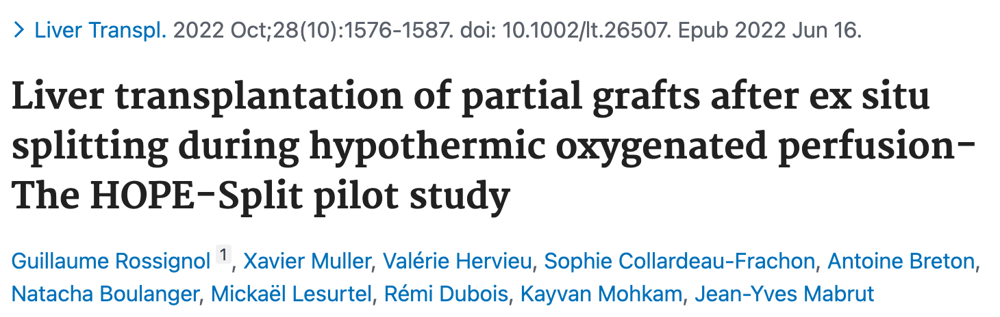 > Liver Transpl. 2022 Oct;28(10):1576-1587. doi: 10.1002/lt.26507. Epub 2022 Jun 16.
Liver transplantation of partial grafts after ex situ
splitting during hypothermic oxygenated perfusion-
The HOPE-Split pilot study
Guillaume Rossignol 1, Xavier Muller, Valérie Hervieu, Sophie Collardeau-Frachon, Antoine Breton,
Natacha Boulanger, Mickaël Lesurtel, Rémi Dubois, Kayvan Mohkam, Jean-Yves Mabrut